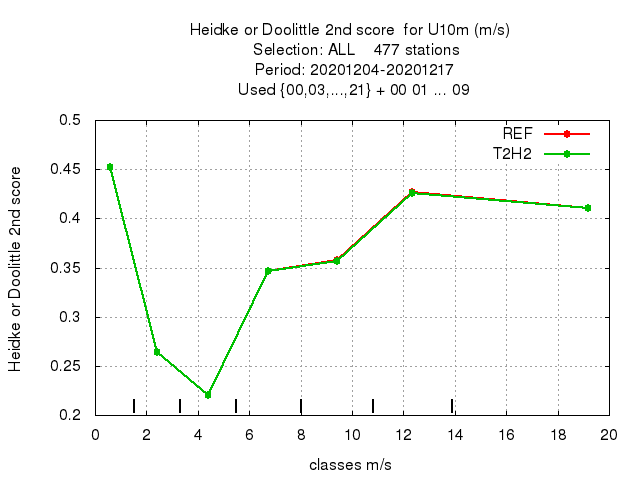 Heidke or Doolittle 2nd score  for U10m (m/s)
Selection: ALL    477 stations
Period: 20201204-20201217
Used {00,03,...,21} + 00 01 ... 09
REF
T2H2
Heidke or Doolittle 2nd score
0.5
0.45
0.4
0.35
0.3
0.25
0.2
0 2 4 6 8 10 12 14 16 18 20
classes m/s